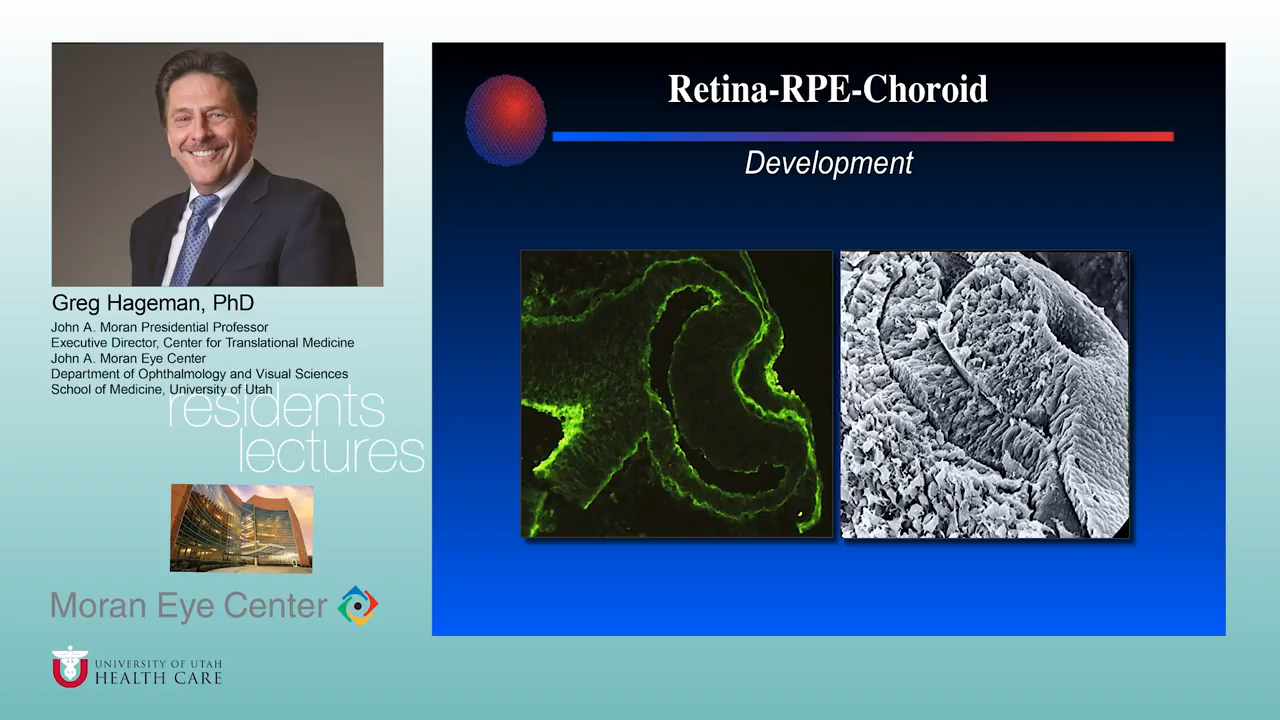 Greg Hageman, PhD
John A. Moran Presidential Professor
Executive Director, Center for Translational Medicine
John A. Moran Eye Center
Department of Ophthalmology and Visual Sciences
School of Medicine, University of Utah
residents
lectures
Moran Eye Center
UNIVERSITY OF UTAH
HEALTH CARE
Retina-RPE-Choroid
Development